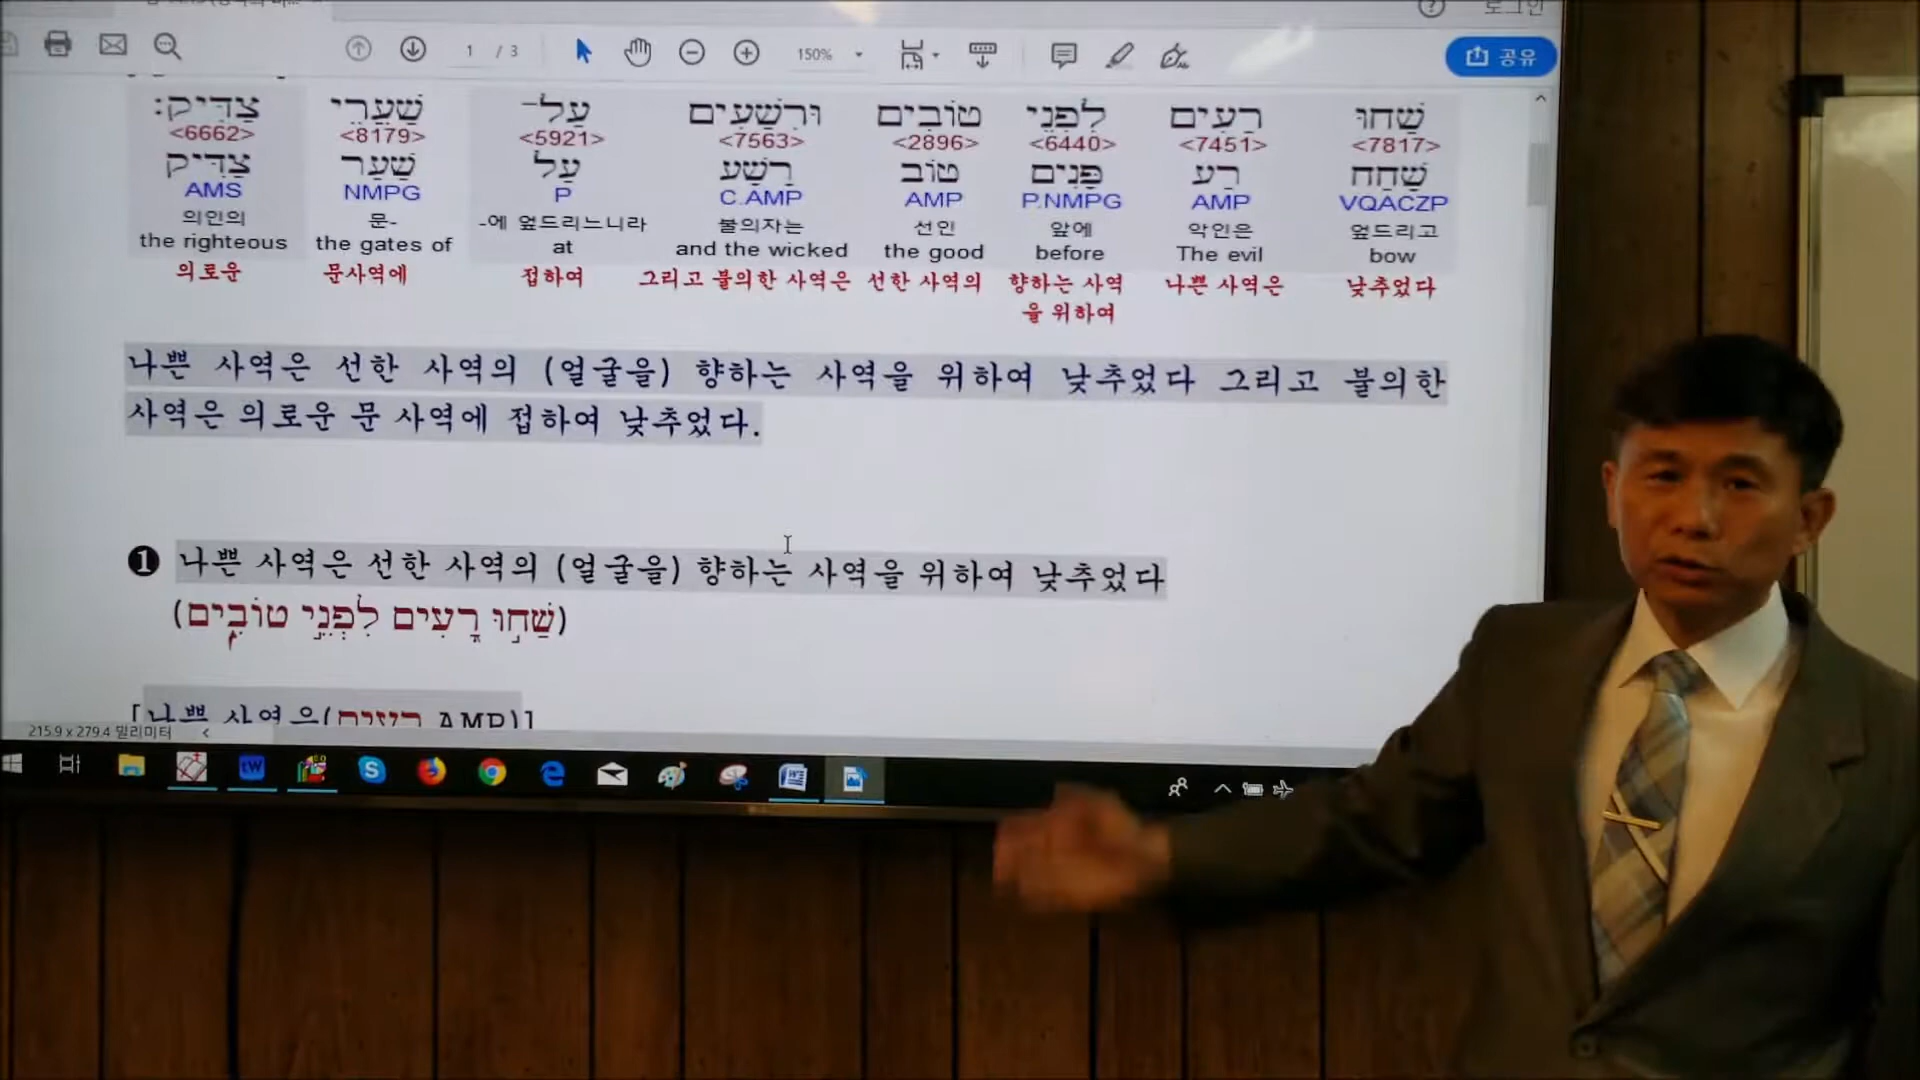 로그인
1 / 3
150%
공유
צַדִּיק׃ שַׁעֲרֵי עַל־ וּרְשָׁעִים טוֹבִים לִפְנֵי רָעִים שַׁחוּ
<6662> <8179> <5921> <7563> <2896> <6440> <7451> <7817>
צַדִּיק שַׁעַר עַל רָשָׁע טוֹב פָּנִים רַע שָׁחַח
AMS NMPG P C.AMP AMP P.NMPG AMP VQACZP
의인의 문- -에 엎드리느니라 불의자는 선인 앞에 악인은 엎드리고
the righteous the gates of at and the wicked the good before The evil bow
의로운 문사역에 접하여 그리고 불의한 사역은 선한 사역의 향하는 사역 나쁜 사역은 낮추었다
을 위하여
나쁜 사역은 선한 사역의 (얼굴을) 향하는 사역을 위하여 낮추었다 그리고 불의한
사역은 의로운 문 사역에 접하여 낮추었다.
❶ 나쁜 사역은 선한 사역의 (얼굴을) 향하는 사역을 위하여 낮추었다
(שַׁח֣וּ רָ֭עִים לִפְנֵ֣י טוֹבִ֑ים)
[나쁜 사역은(רָעִים AMP)]
215.9 x 279.4 밀리미터